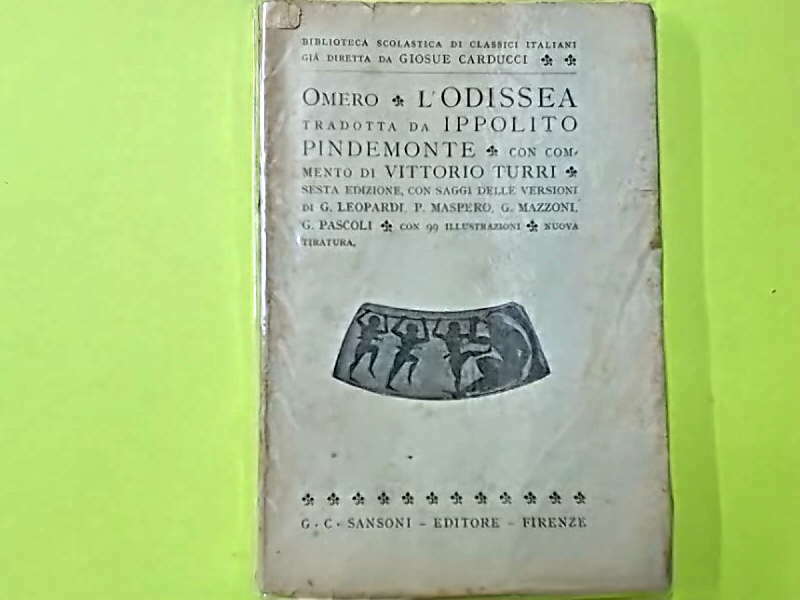 BIBLIOTECA SCOLASTICA DI CLASSICI ITALIANI
GIÀ DIRETTA DA GIOSUE CARDUCCI
OMERO L'ODISSEA
TRADOTTA DA IPPOLITO
PINDEMONTE CON COM-
MENTO DI VITTORIO TURRI
SESTA EDIZIONE, CON SAGGI DELLE VERSIONI
DI G. LEOPARDI, P. MASPERO, G. MAZZONI,
G. PASCOLI CON 99 ILLUSTRAZIONI NUOVA
TIRATURA.
G. C. SANSONI - EDITORE - FIRENZE